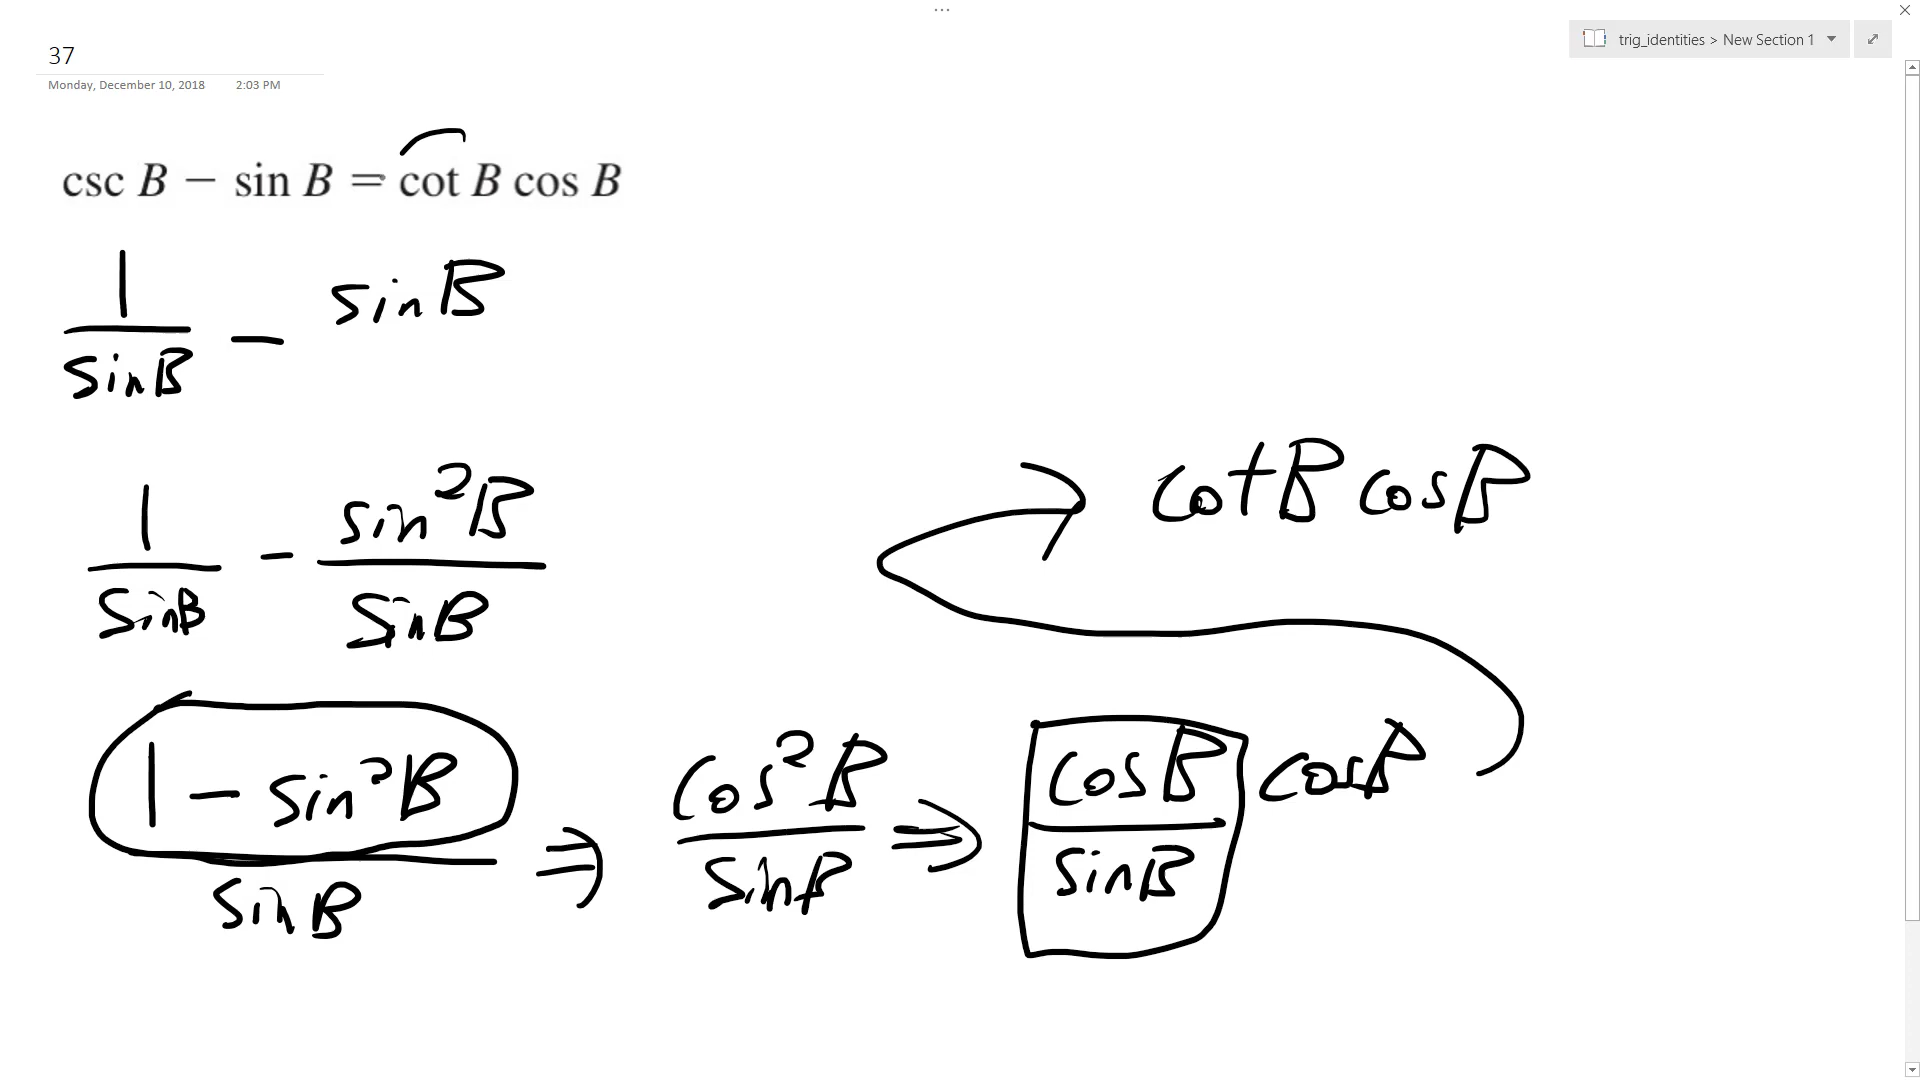 ...
trig_identities > New Section 1
37
Monday, December 10, 2018 2:03 PM
csc B − sin B = cot B cos B
1
sinB
− sinB
1
sinB
− sin²B
sinB
cotB cosB
1 − sin²B
sinB
⇒ cos²B
sinB
⇒ cosB
sinB
cosB